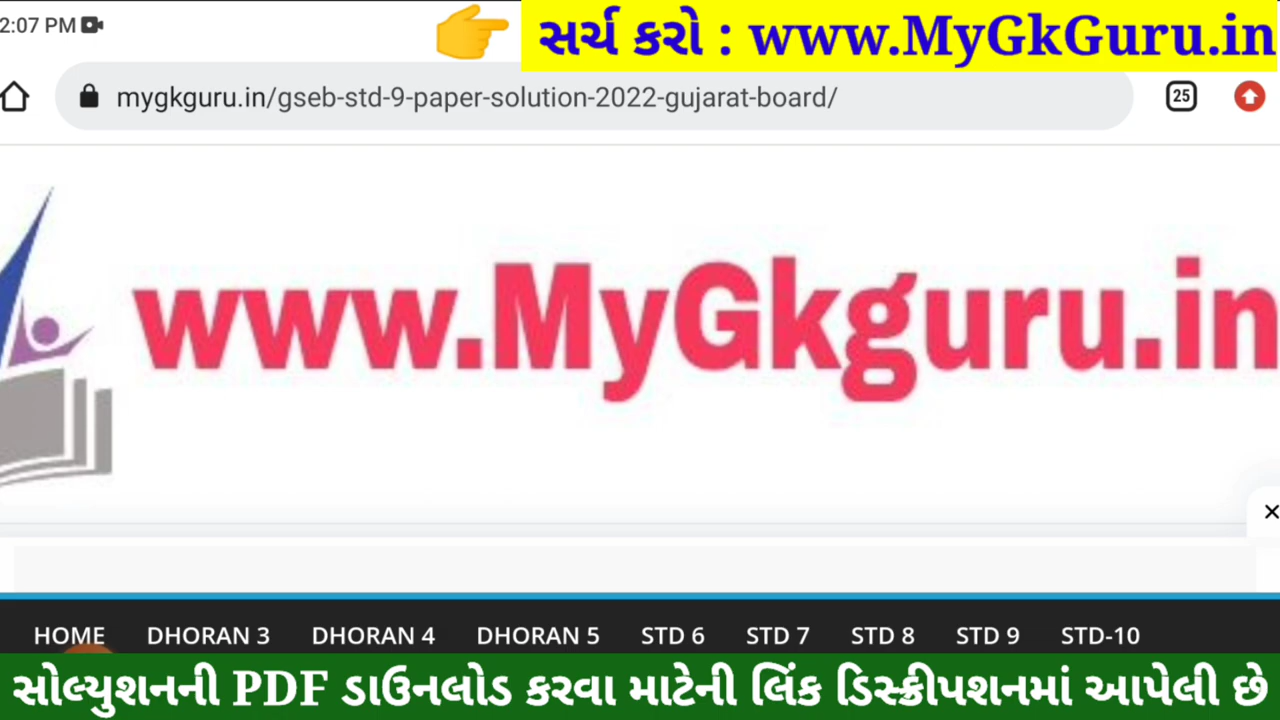 2:07 PM
👉 સર્ચ કરો : www.MyGkGuru.in
mygkguru.in/gseb-std-9-paper-solution-2022-gujarat-board/
25
www.MyGkguru.in
HOME DHORAN 3 DHORAN 4 DHORAN 5 STD 6 STD 7 STD 8 STD 9 STD-10
સોલ્યુશનની PDF ડાઉનલોડ કરવા માટેની લિંક ડિસ્ક્રીપશનમાં આપેલી છે